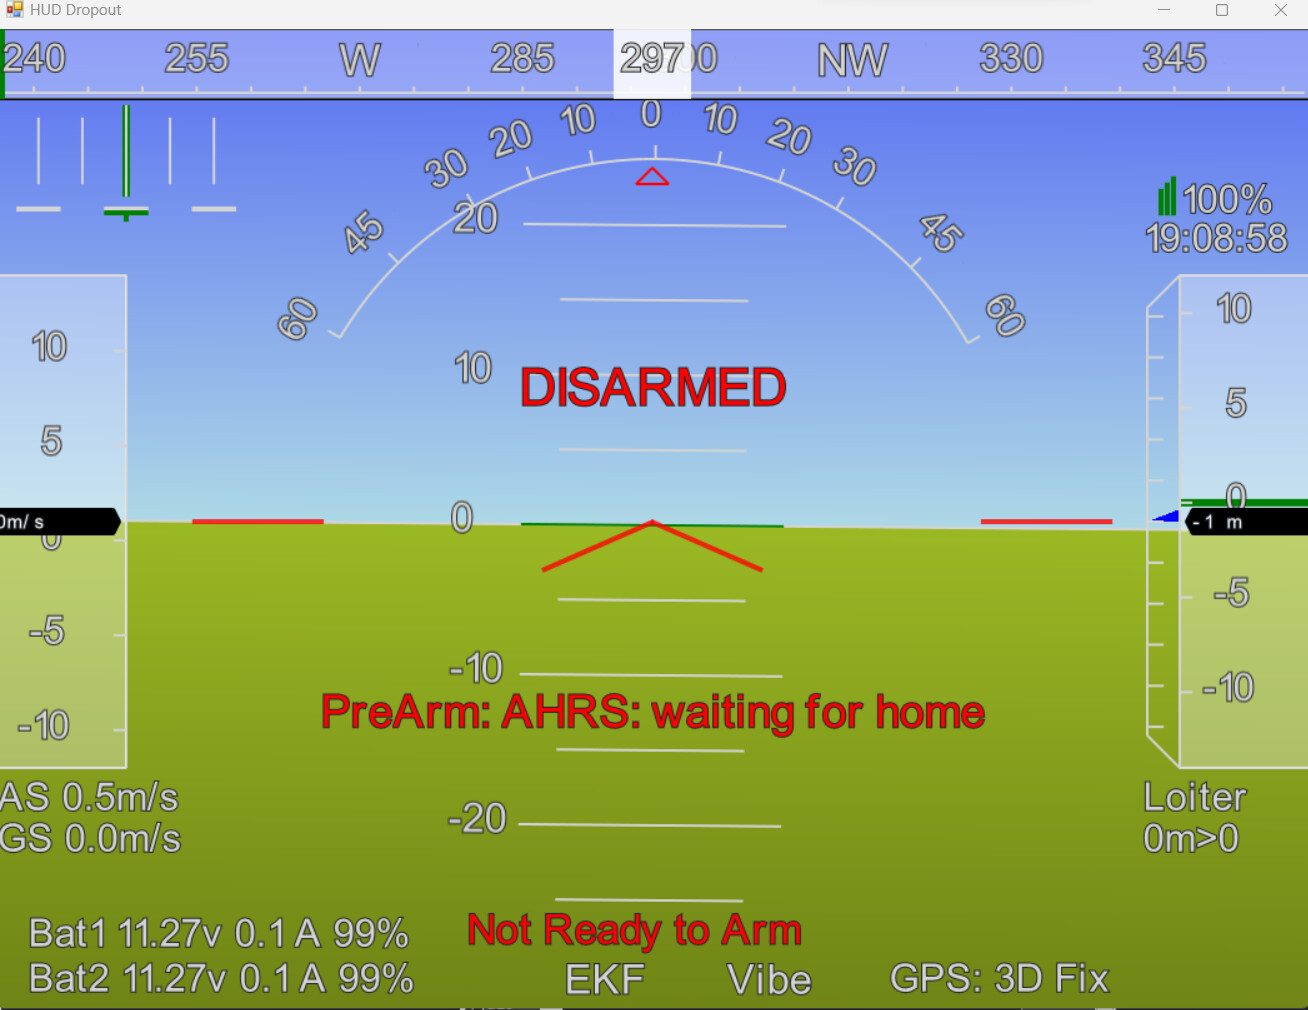 HUD Dropout
240 255 W 285 297 00 NW 330 345
60 45 30 20 10 0 10 20 30 45 60
100%
19:08:58
20
10
0
-10
-20
10
5
0
-5
-10
0m/s
10
5
0
-5
-10
-1 m
DISARMED
PreArm: AHRS: waiting for home
AS 0.5m/s
GS 0.0m/s
Loiter
0m>0
Not Ready to Arm
Bat1 11.27v 0.1 A 99%
Bat2 11.27v 0.1 A 99%
EKF Vibe GPS: 3D Fix